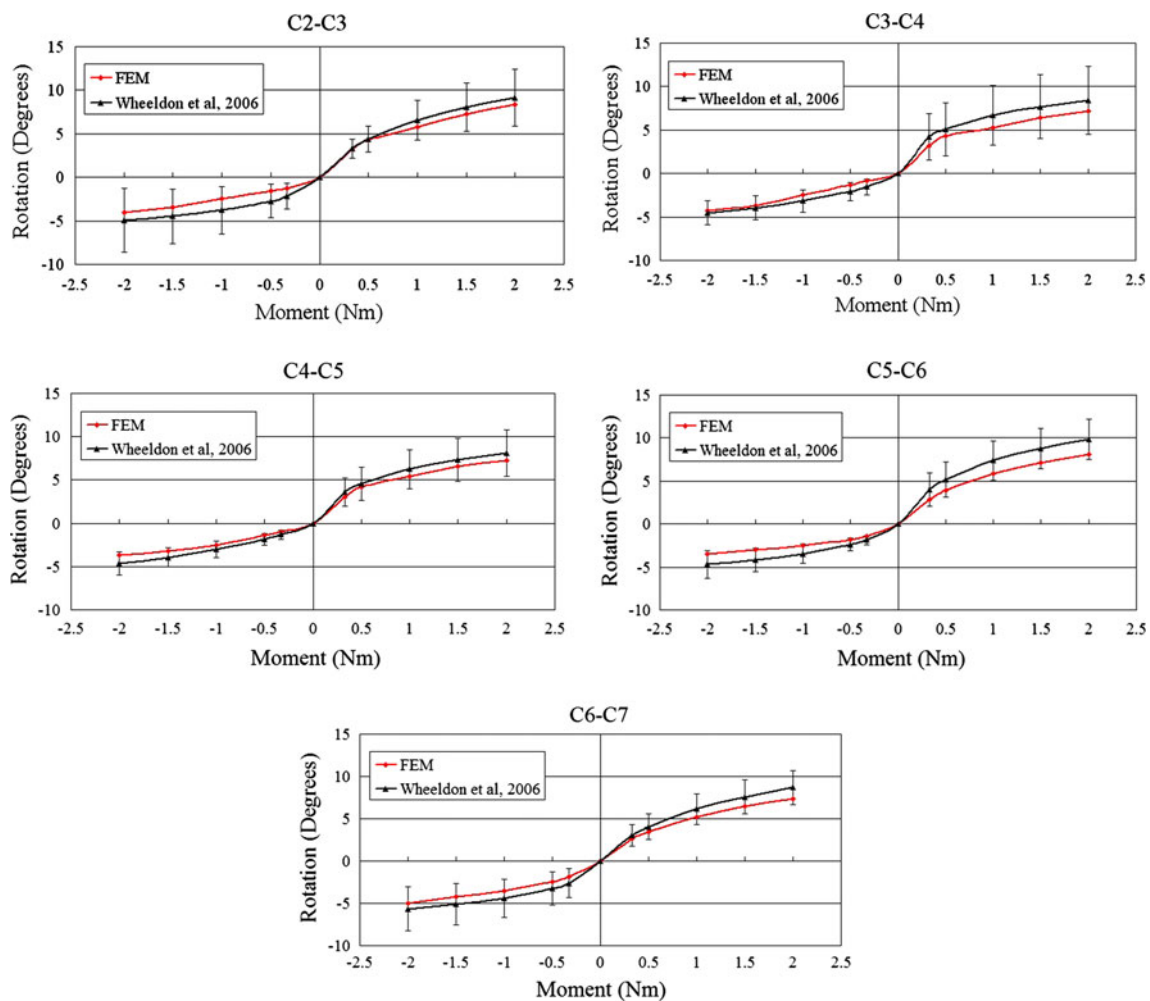 C2-C3
15
10
5
0
-5
-10
Rotation (Degrees)
FEM
Wheeldon et al, 2006
-2.5 -2 -1.5 -1 -0.5 0 0.5 1 1.5 2 2.5
Moment (Nm)
C3-C4
15
10
5
0
-5
-10
Rotation (Degrees)
FEM
Wheeldon et al, 2006
-2.5 -2 -1.5 -1 -0.5 0 0.5 1 1.5 2 2.5
Moment (Nm)
C4-C5
15
10
5
0
-5
-10
Rotation (Degrees)
FEM
Wheeldon et al, 2006
-2.5 -2 -1.5 -1 -0.5 0 0.5 1 1.5 2 2.5
Moment (Nm)
C5-C6
15
10
5
0
-5
-10
Rotation (Degrees)
FEM
Wheeldon et al, 2006
-2.5 -2 -1.5 -1 -0.5 0 0.5 1 1.5 2 2.5
Moment (Nm)
C6-C7
15
10
5
0
-5
-10
Rotation (Degrees)
FEM
Wheeldon et al, 2006
-2.5 -2 -1.5 -1 -0.5 0 0.5 1 1.5 2 2.5
Moment (Nm)